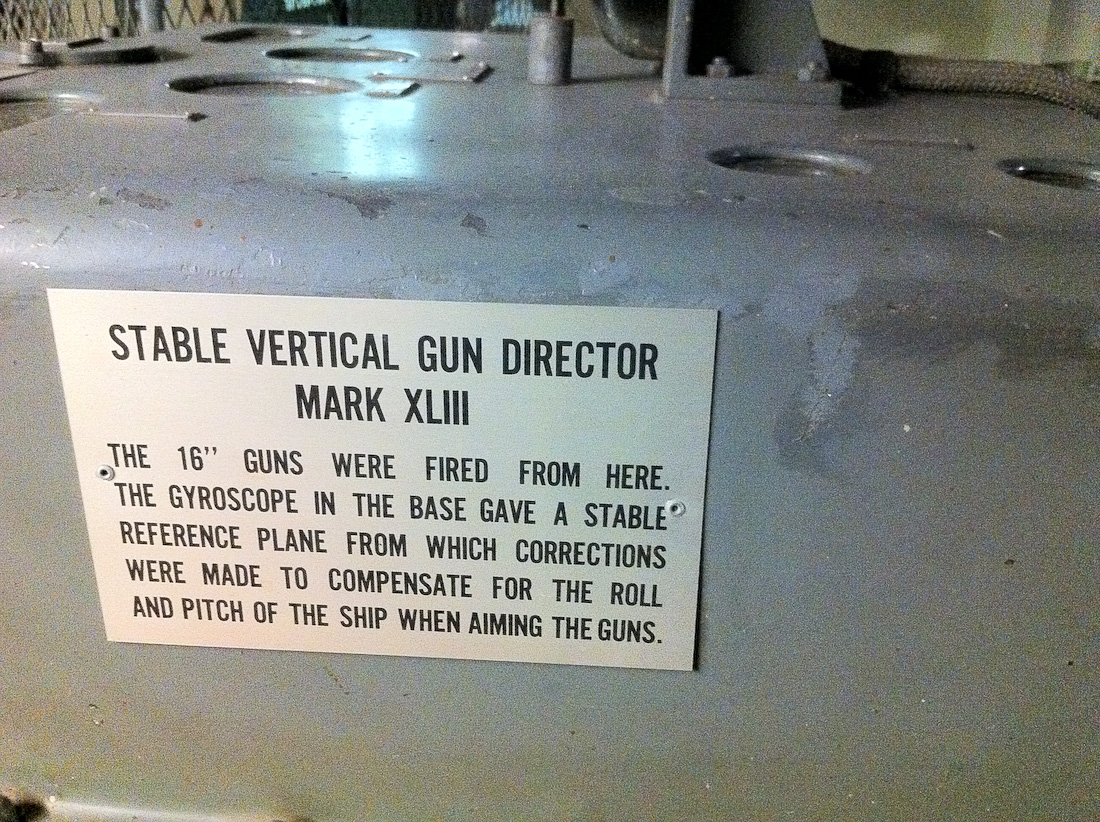 STABLE VERTICAL GUN DIRECTOR
MARK XLIII
THE 16" GUNS WERE FIRED FROM HERE.
THE GYROSCOPE IN THE BASE GAVE A STABLE
REFERENCE PLANE FROM WHICH CORRECTIONS
WERE MADE TO COMPENSATE FOR THE ROLL
AND PITCH OF THE SHIP WHEN AIMING THE GUNS.